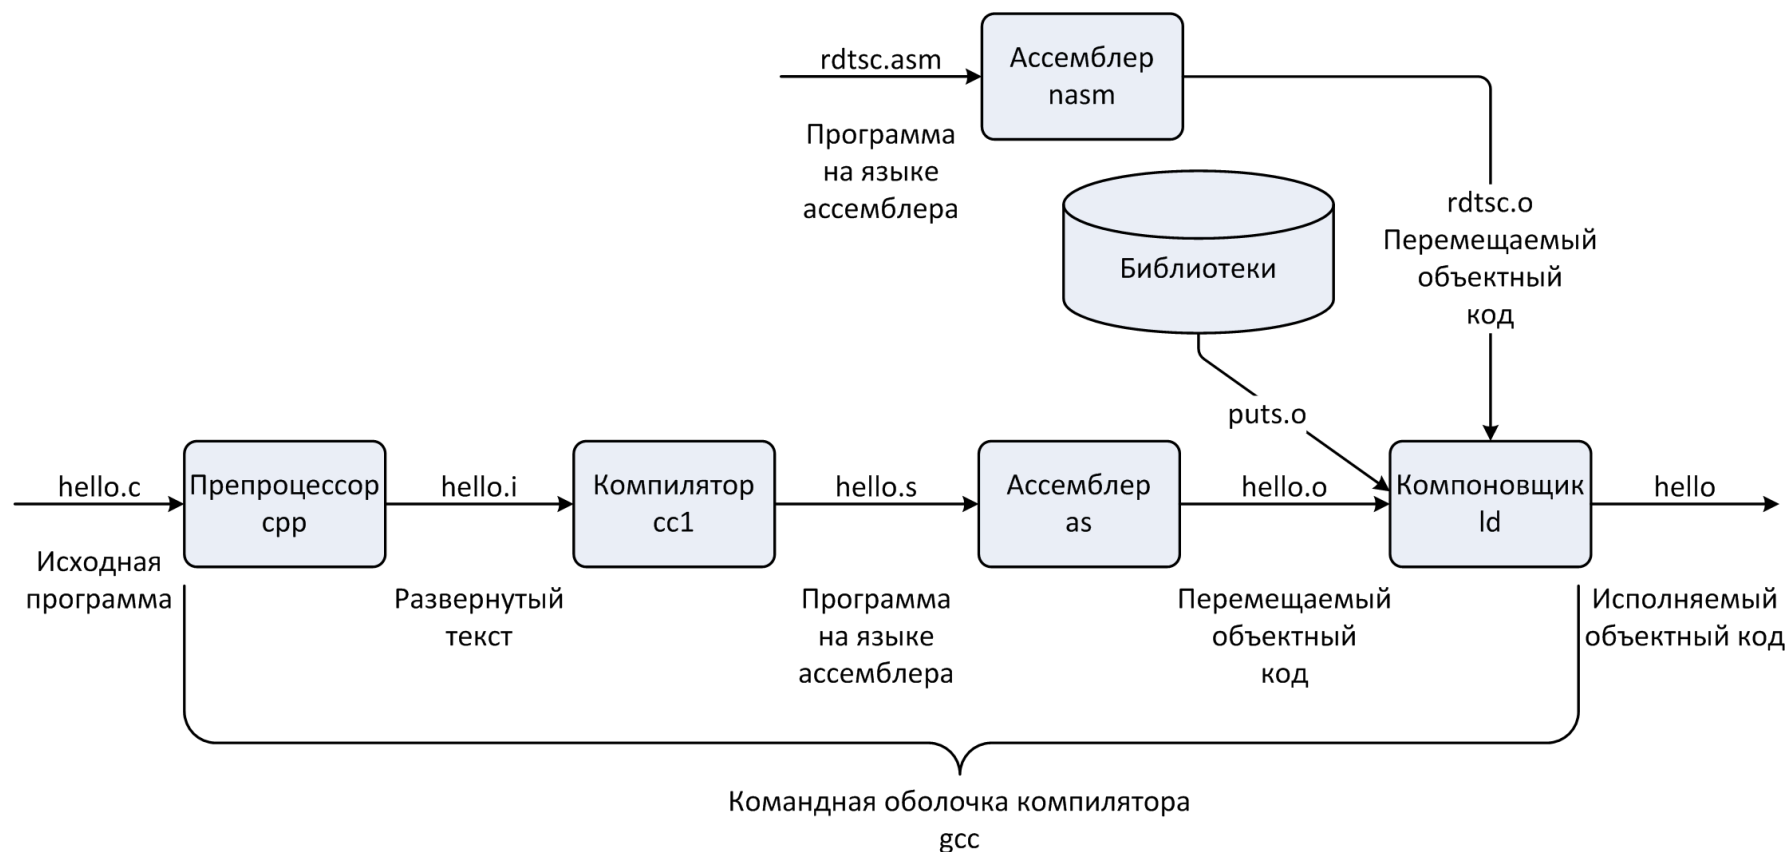 rdtsc.asm
Ассемблер
nasm
Программа
на языке
ассемблера
rdtsc.o
Перемещаемый
объектный
код
Библиотеки
puts.o
hello.c
Препроцессор
cpp
hello.i
Компилятор
cc1
hello.s
Ассемблер
as
hello.o
Компоновщик
ld
hello
Исходная
программа
Развернутый
текст
Программа
на языке
ассемблера
Перемещаемый
объектный
код
Исполняемый
объектный код
Командная оболочка компилятора
gcc